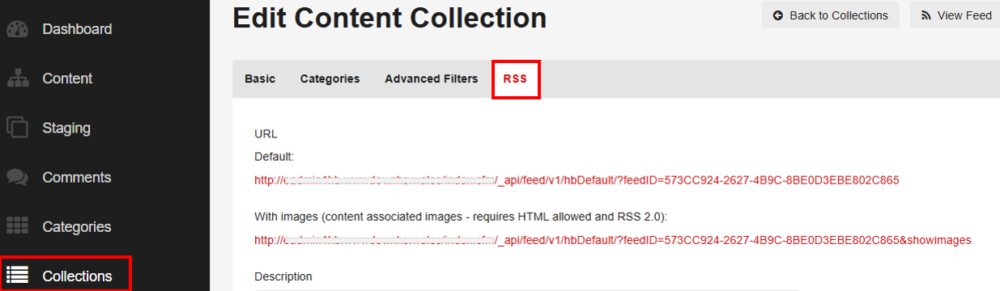 Edit Content Collection
Back to Collections
View Feed
Dashboard
Content
Staging
Comments
Categories
Collections
Basic
Categories
Advanced Filters
RSS
URL
Default:
http:// /_api/feed/v1/hbDefault/?feedID=573CC924-2627-4B9C-8BE0D3EBE802C865
With images (content associated images - requires HTML allowed and RSS 2.0):
http:// /_api/feed/v1/hbDefault/?feedID=573CC924-2627-4B9C-8BE0D3EBE802C865&showimages
Description